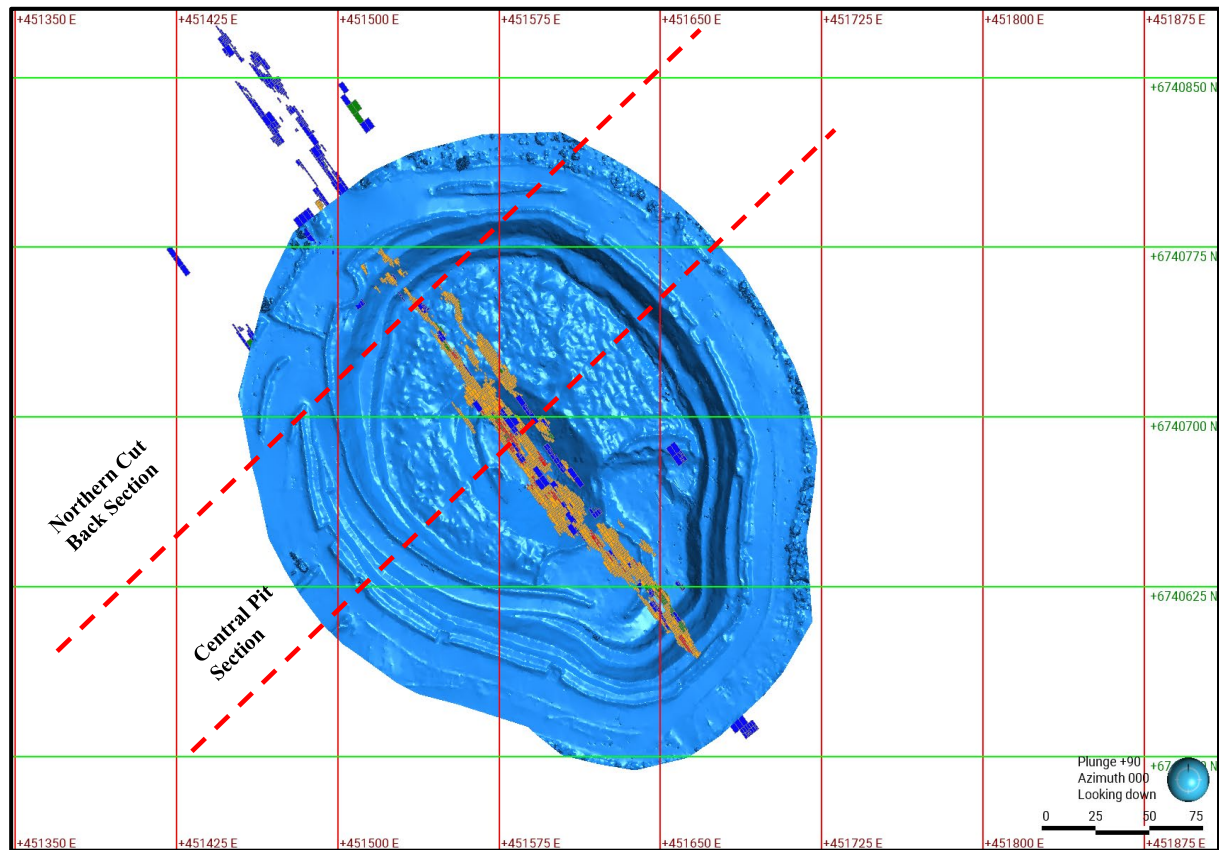 +451350 E +451425 E +451500 E +451575 E +451650 E +451725 E +451800 E +451875 E
+6740850 N
+6740775 N
+6740700 N
Northern Cut
Back Section
Central Pit
Section
+6740625 N
Plunge +90
Azimuth 000
Looking down
0 25 50 75
+451350 E +451425 E +451500 E +451575 E +451650 E +451725 E +451800 E +451875 E